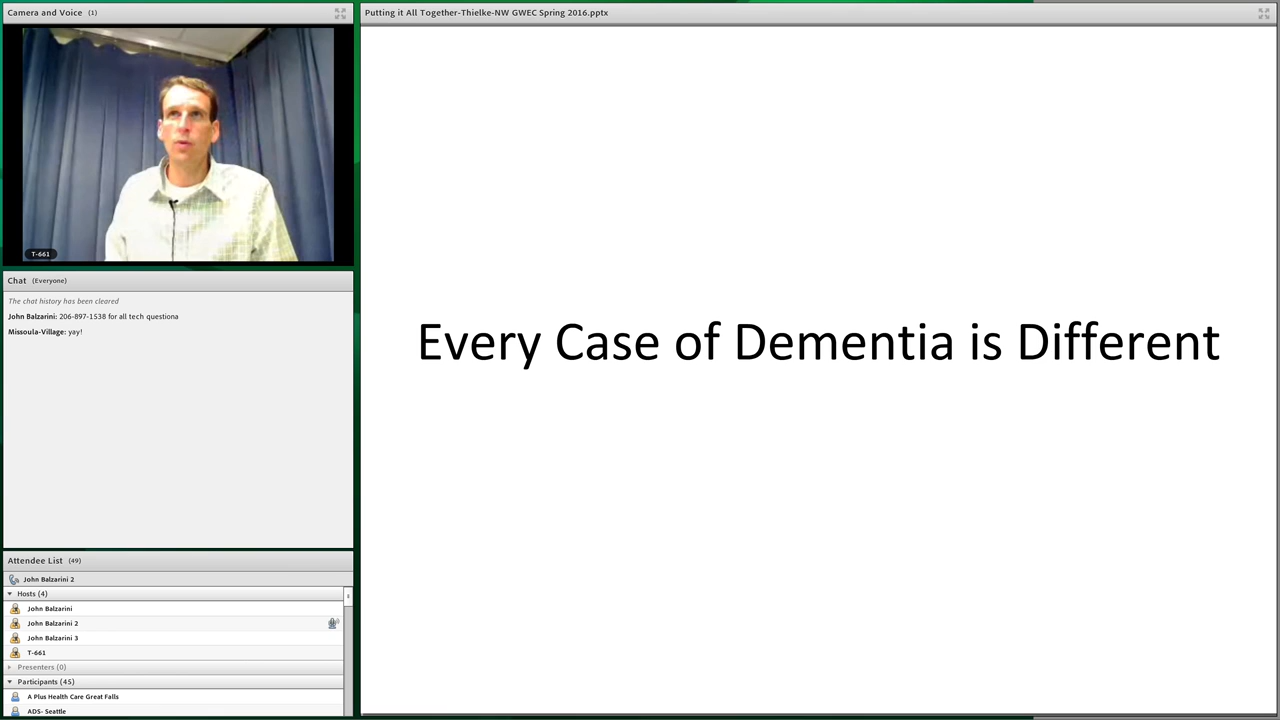 Camera and Voice (1)
T-661
Chat (Everyone)
The chat history has been cleared
John Balzarini: 206-897-1538 for all tech questiona
Missoula-Village: yay!
Attendee List (49)
John Balzarini 2
Hosts (4)
John Balzarini
John Balzarini 2
John Balzarini 3
T-661
Presenters (0)
Participants (45)
A Plus Health Care Great Falls
ADS- Seattle
Putting it All Together-Thielke-NW GWEC Spring 2016.pptx
Every Case of Dementia is Different